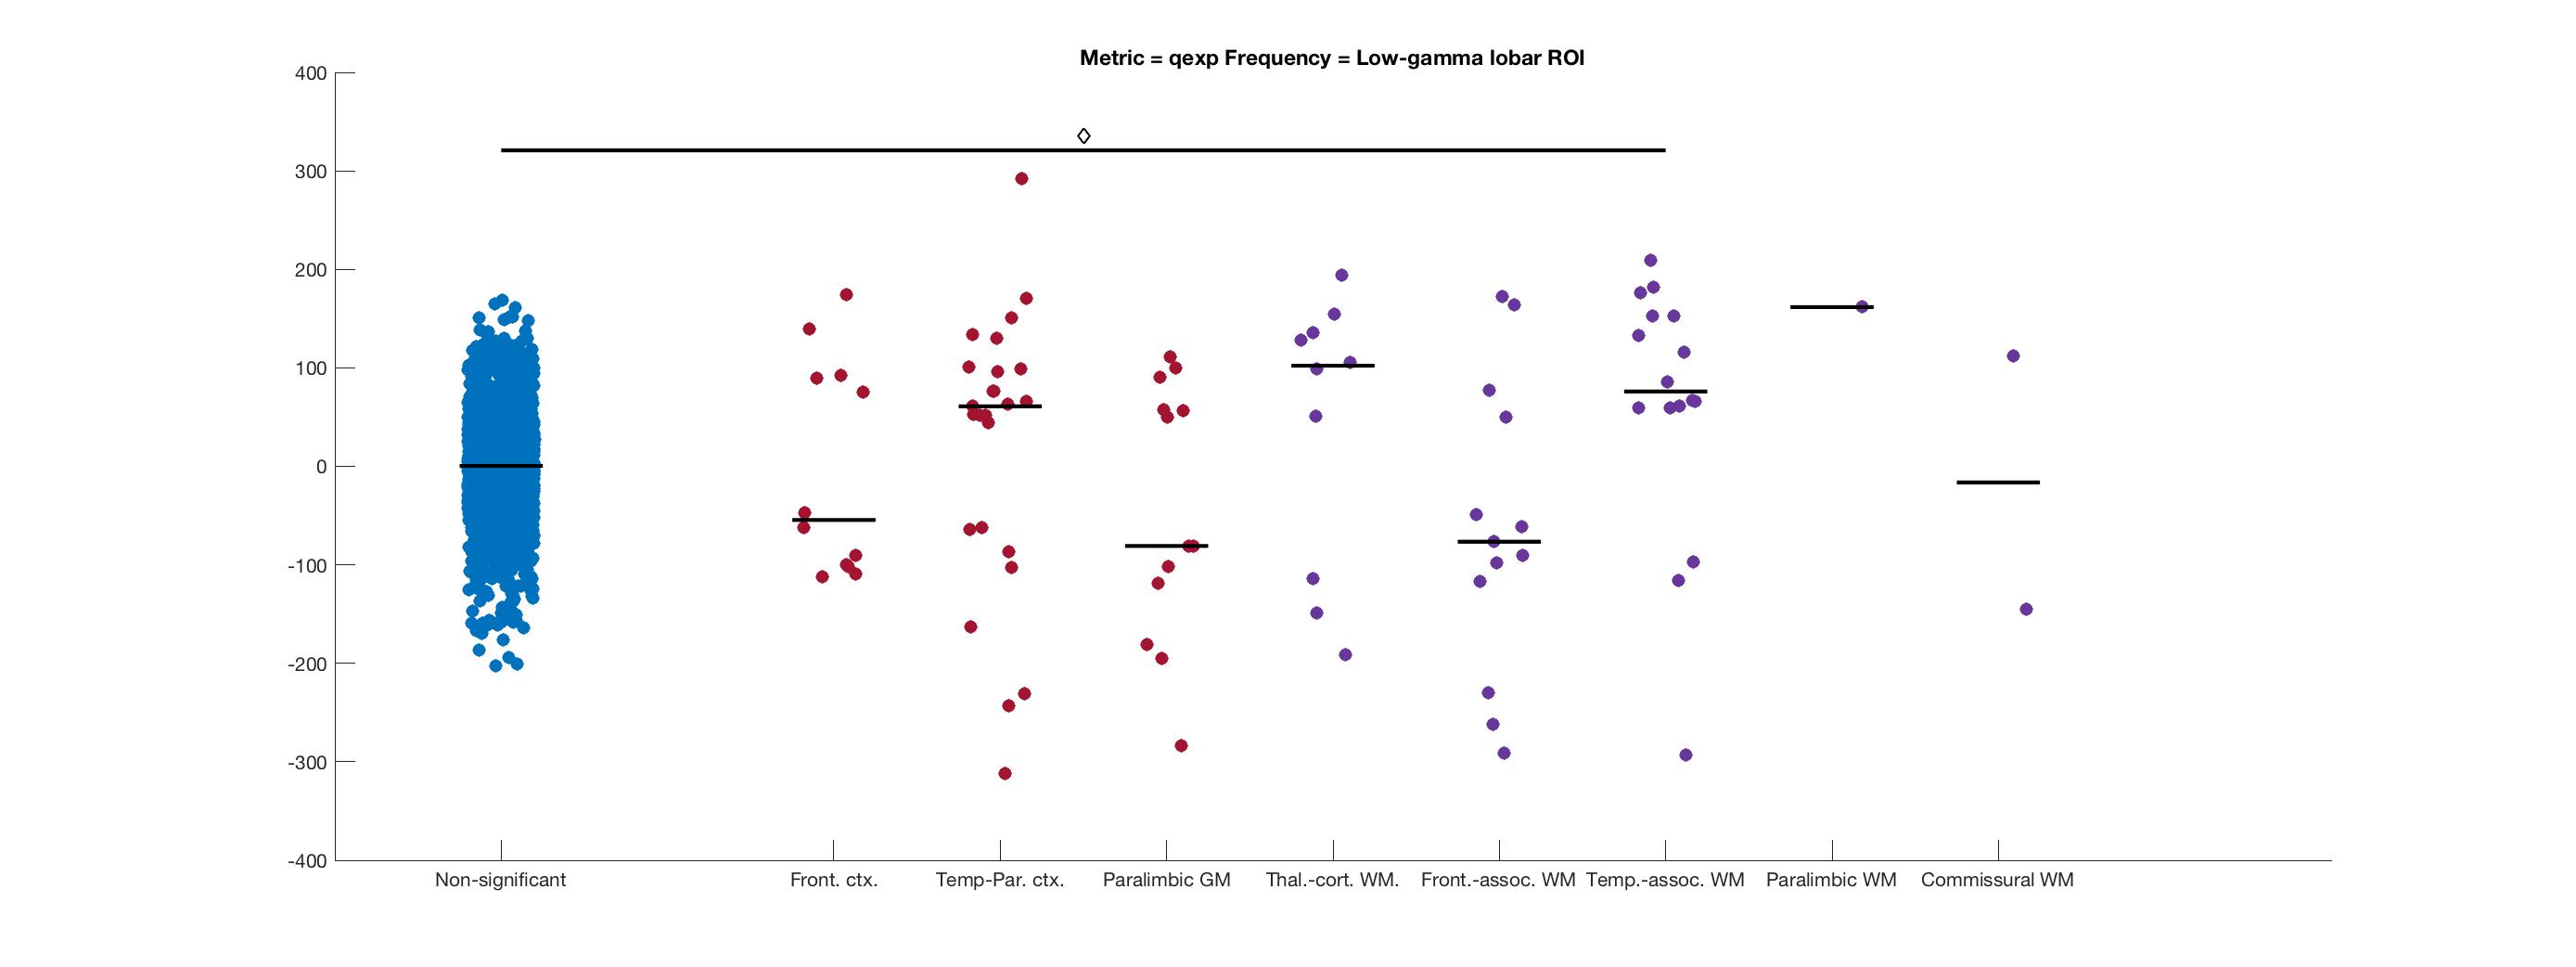 Metric = qexp Frequency = Low-gamma lobar ROI
400
300
200
100
0
-100
-200
-300
-400
Non-significant
Front. ctx.
Temp-Par. ctx.
Paralimbic GM
Thal.-cort. WM.
Front.-assoc. WM
Temp.-assoc. WM
Paralimbic WM
Commissural WM